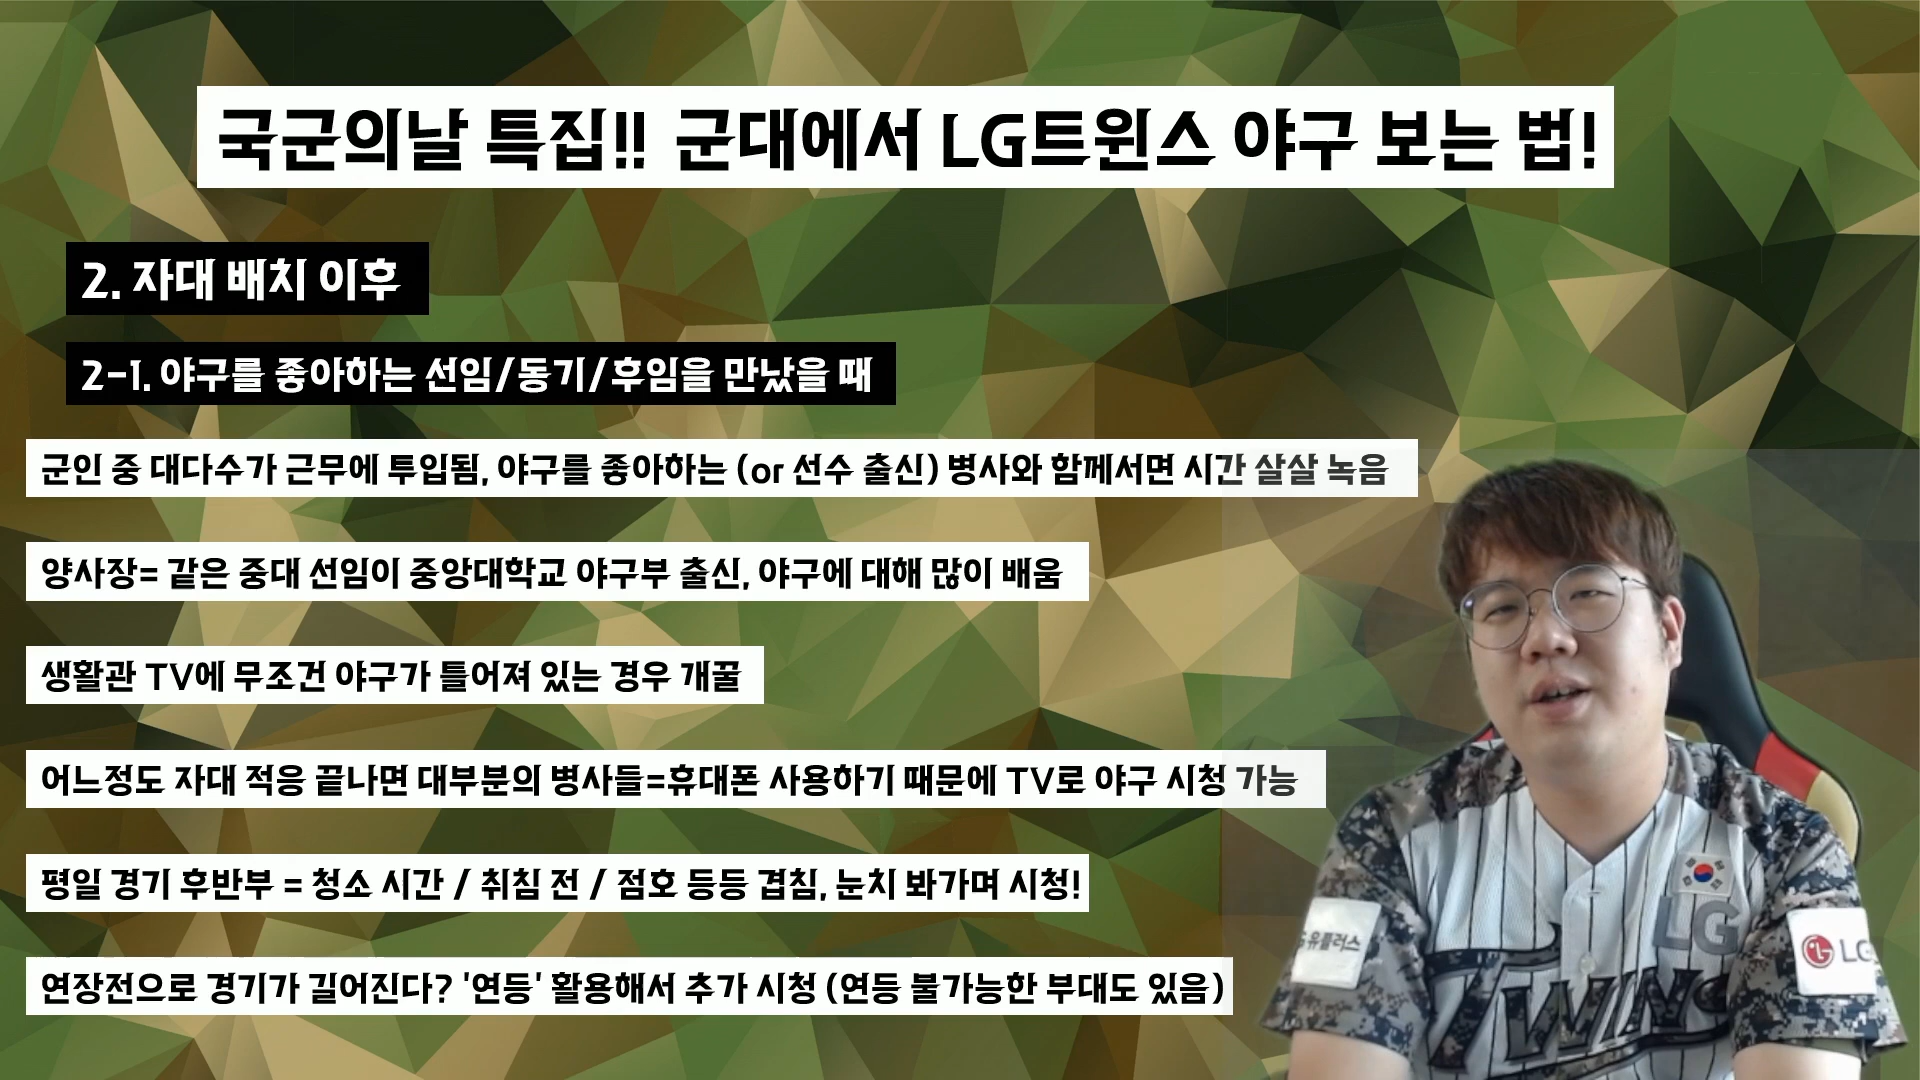 국군의날 특집!! 군대에서 LG트윈스 야구 보는 법!
2. 자대 배치 이후
2-1. 야구를 좋아하는 선임/동기/후임을 만났을 때
군인 중 대다수가 근무에 투입됨, 야구를 좋아하는 (or 선수 출신) 병사와 함께서면 시간 살살 녹음
양사장= 같은 중대 선임이 중앙대학교 야구부 출신, 야구에 대해 많이 배움
생활관 TV에 무조건 야구가 틀어져 있는 경우 개꿀
어느정도 자대 적응 끝나면 대부분의 병사들=휴대폰 사용하기 때문에 TV로 야구 시청 가능
평일 경기 후반부 = 청소 시간 / 취침 전 / 점호 등등 겹침, 눈치 봐가며 시청!
연장전으로 경기가 길어진다? '연등' 활용해서 추가 시청 (연등 불가능한 부대도 있음)
LG
유플러스
LG
TWINS